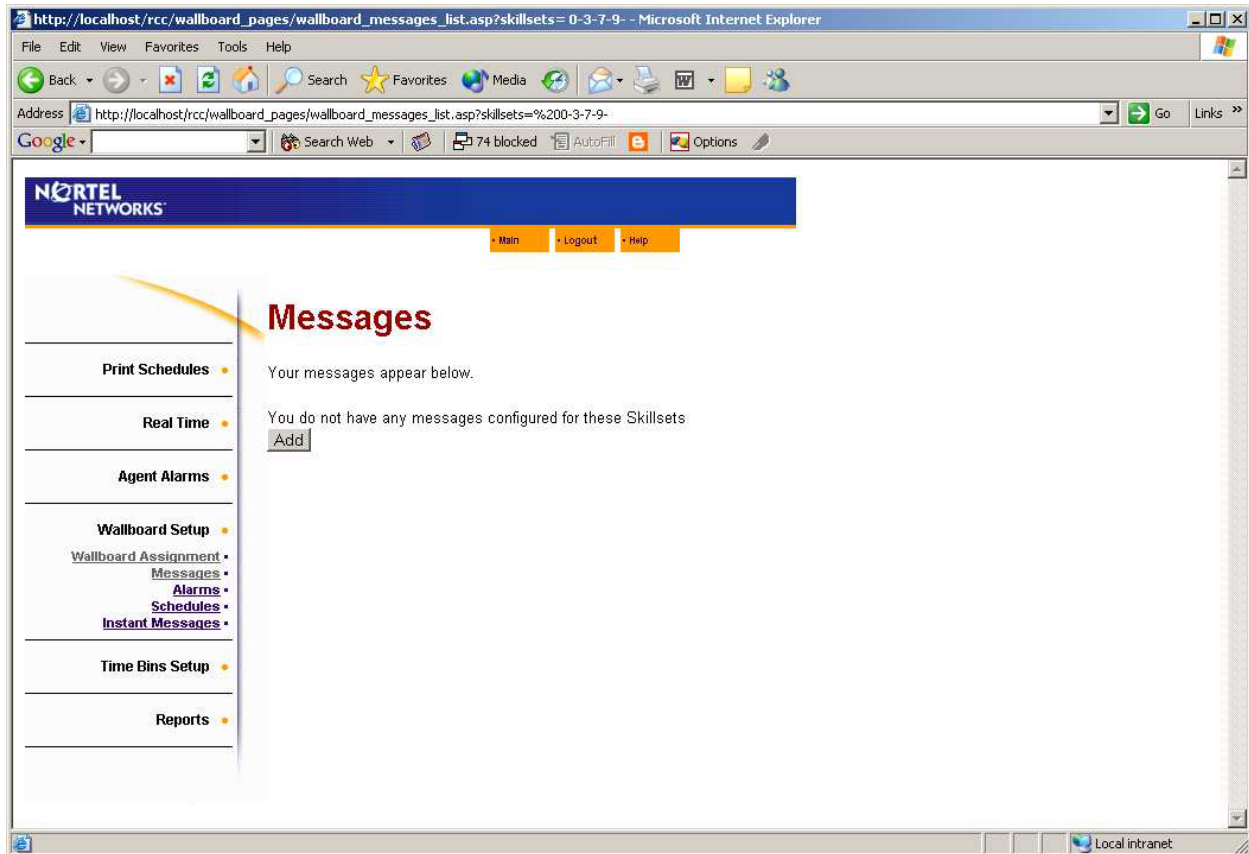 http://localhost/rcc/wallboard_pages/wallboard_messages_list.asp?skillsets= 0-3-7-9- - Microsoft Internet Explorer
File Edit View Favorites Tools Help
Back Search Favorites Media
Address http://localhost/rcc/wallboard_pages/wallboard_messages_list.asp?skillsets=%200-3-7-9- Go Links »
Google Search Web 74 blocked AutoFill Options
NORTEL
NETWORKS
• Main • Logout • Help
Messages
Print Schedules •
Your messages appear below.
Real Time •
You do not have any messages configured for these Skillsets
Add
Agent Alarms •
Wallboard Setup •
Wallboard Assignment •
Messages •
Alarms •
Schedules •
Instant Messages •
Time Bins Setup •
Reports •
Local intranet